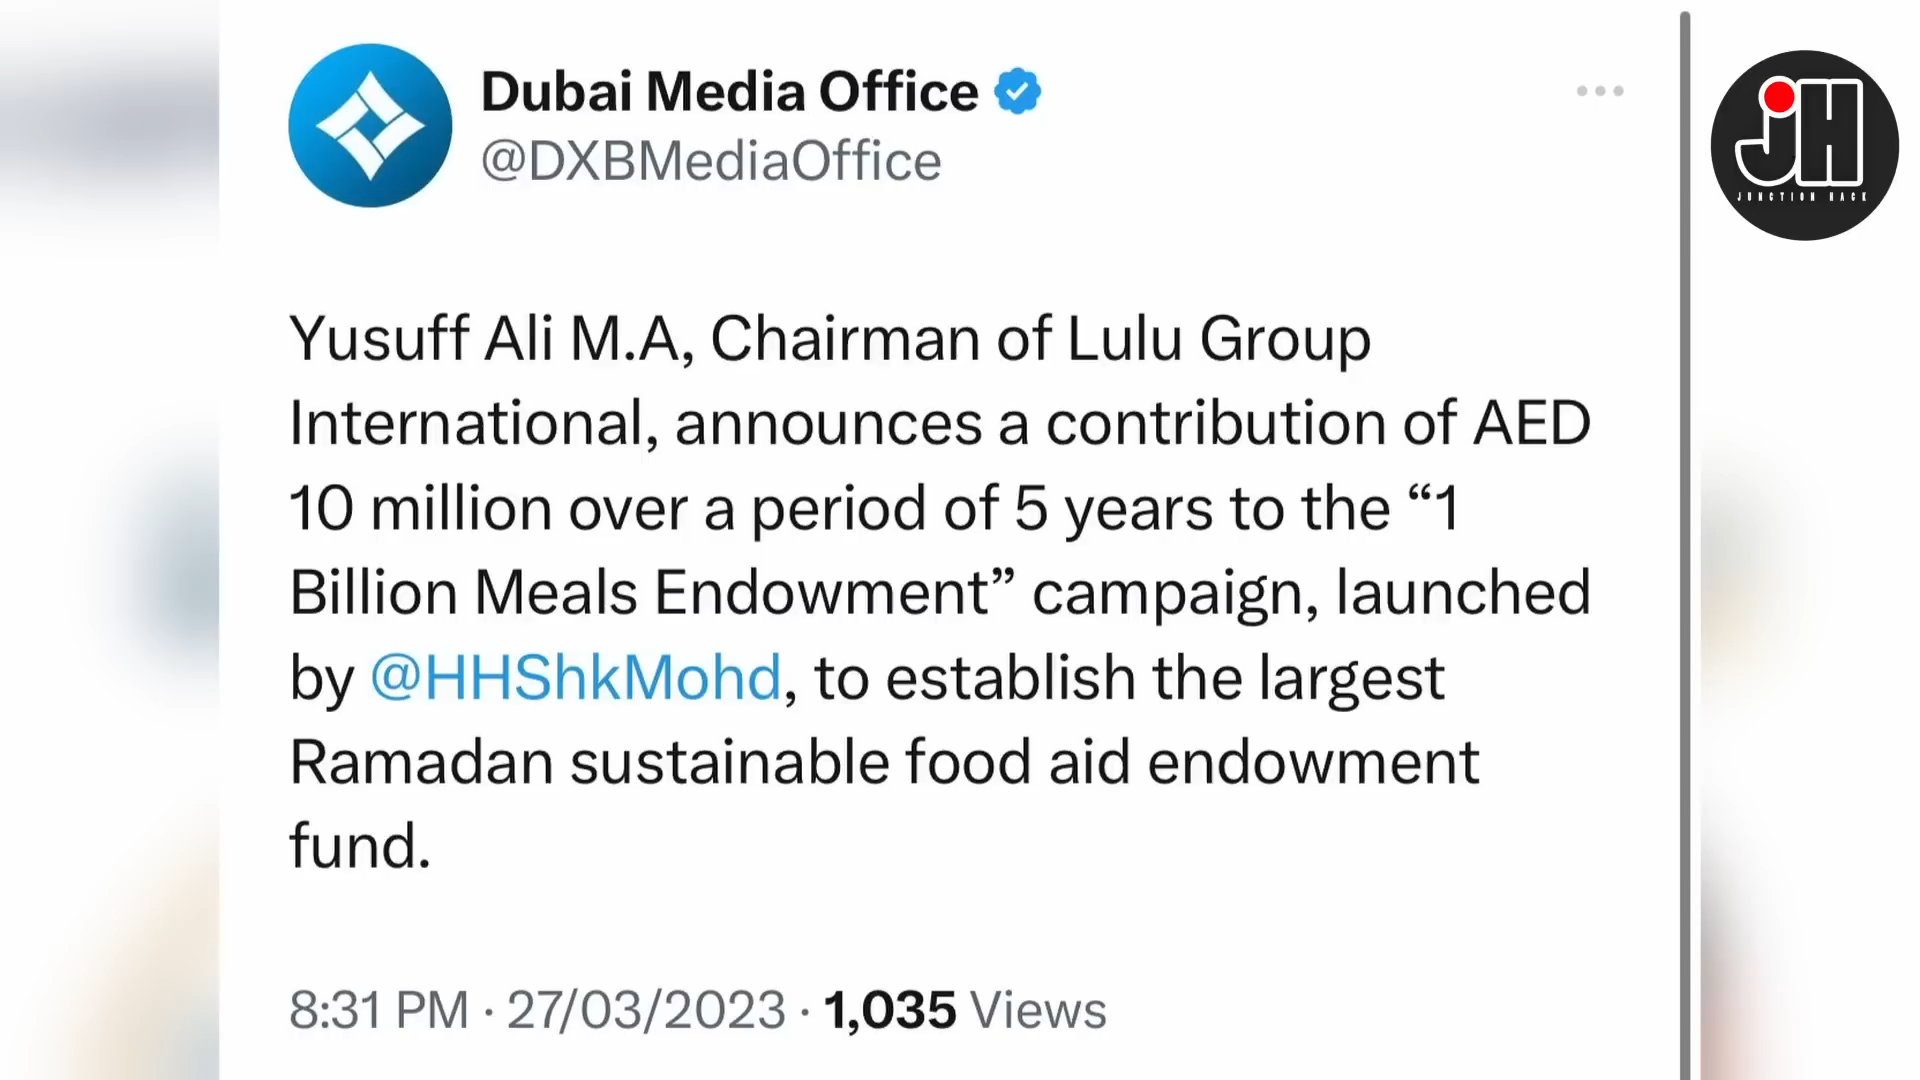 Dubai Media Office
@DXBMediaOffice
JH
JUNCTION HACK
Yusuff Ali M.A, Chairman of Lulu Group
International, announces a contribution of AED
10 million over a period of 5 years to the “1
Billion Meals Endowment” campaign, launched
by @HHShkMohd, to establish the largest
Ramadan sustainable food aid endowment
fund.
8:31 PM · 27/03/2023 · 1,035 Views